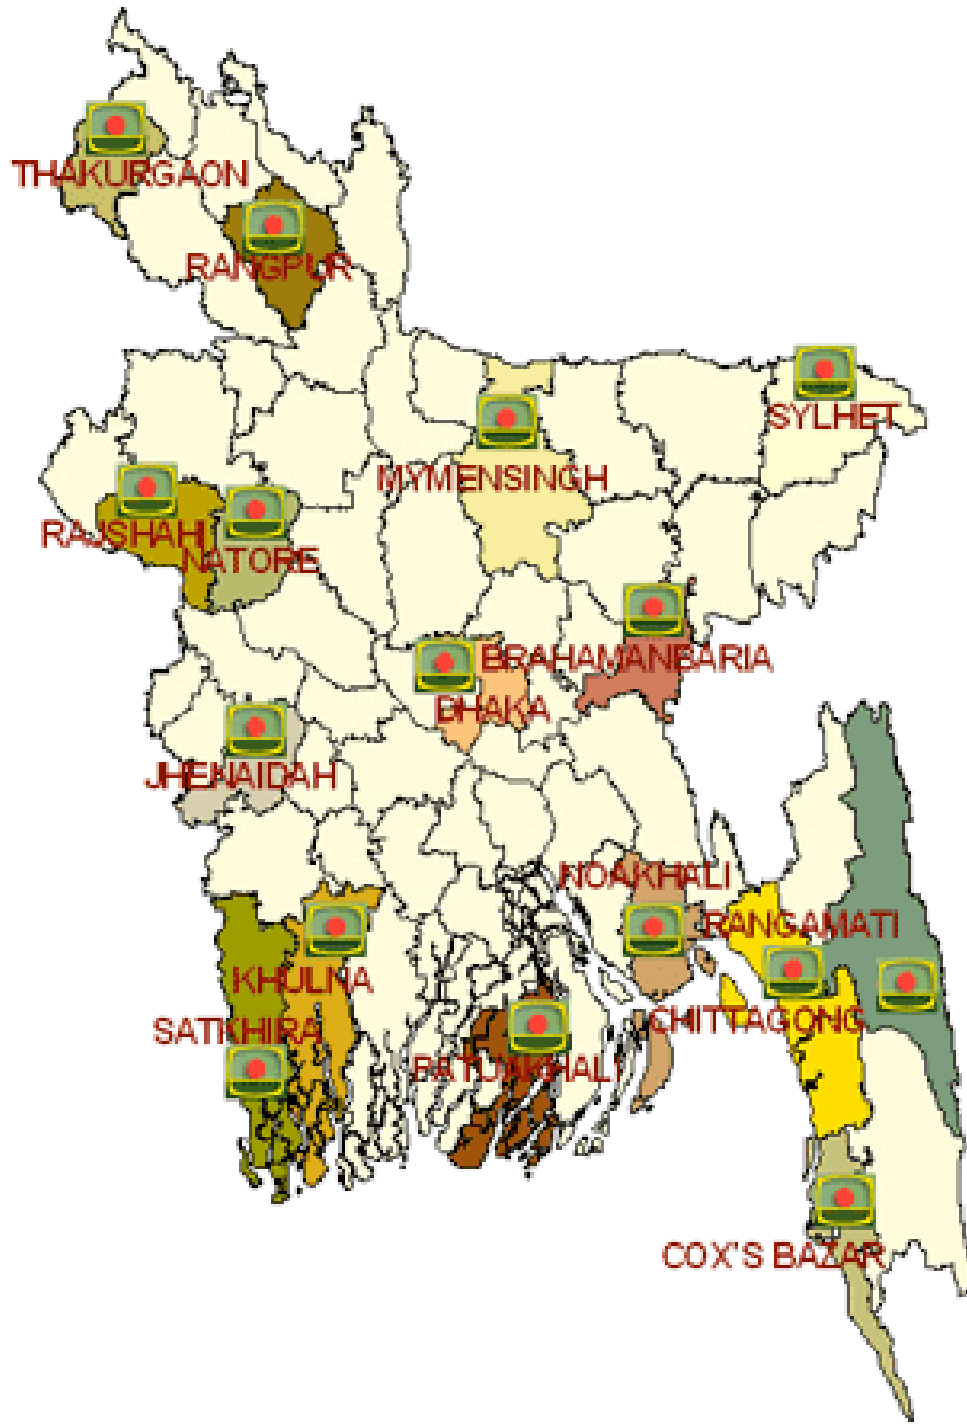 THAKURGAON
RANGPUR
SYLHET
MYMENSINGH
RAJSHAHI
NATORE
BRAHAMANBARIA
DHAKA
JHENAIDAH
NOAKHALI
RANGAMATI
KHULNA
CHITTAGONG
SATKHIRA
PATUAKHALI
COX'S BAZAR